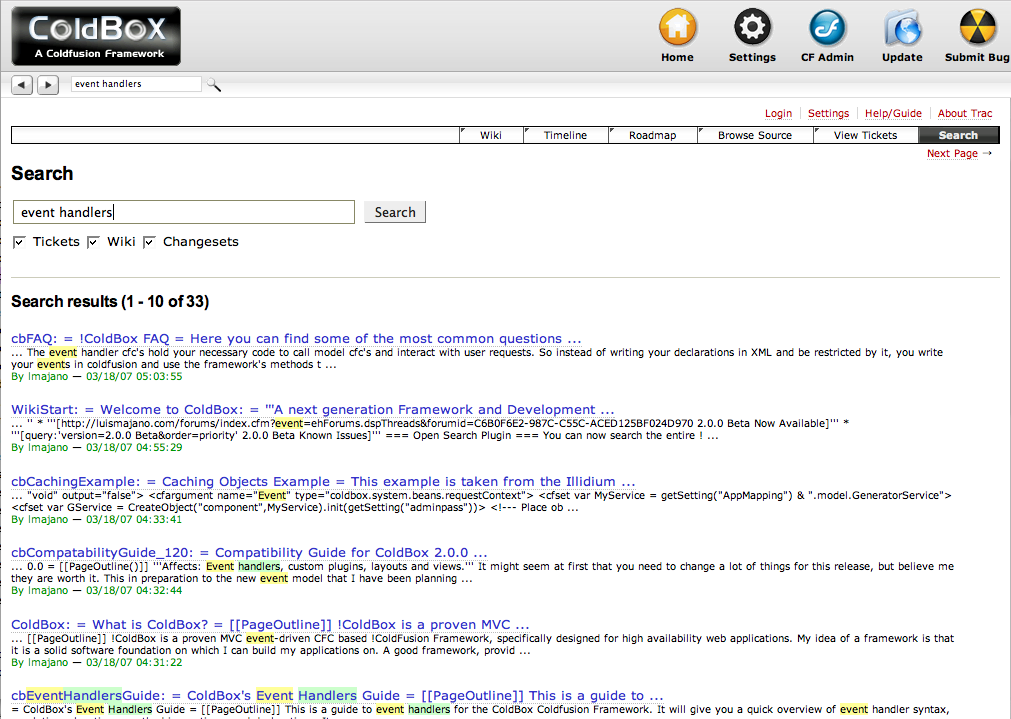 ColdBox
A Coldfusion Framework
Home
Settings
CF Admin
Update
Submit Bug
event handlers
Login
Settings
Help/Guide
About Trac
Wiki
Timeline
Roadmap
Browse Source
View Tickets
Search
Next Page →
Search
event handlers
Search
Tickets
Wiki
Changesets
Search results (1 - 10 of 33)
cbFAQ: = !ColdBox FAQ = Here you can find some of the most common questions ...
... The event handler cfc's hold your necessary code to call model cfc's and interact with user requests. So instead of writing your declarations in XML and be restricted by it, you write
your events in coldfusion and use the framework's methods t ...
By lmajano — 03/18/07 05:03:55
WikiStart: = Welcome to ColdBox: = '"A next generation Framework and Development ...
... '' * '''[http://luismajano.com/forums/index.cfm?event=ehForums.dspThreads&forumid=C6B0F6E2-987C-C55C-ACED125BF024D970 2.0.0 Beta Now Available]''' *
'''[query:'version=2.0.0 Beta&order=priority' 2.0.0 Beta Known Issues]''' === Open Search Plugin === You can now search the entire ! ...
By lmajano — 03/18/07 04:55:29
cbCachingExample: = Caching Objects Example = This example is taken from the Illidium ...
... "void" output="false"> <cfargument name="Event" type="coldbox.system.beans.requestContext"> <cfset var MyService = getSetting("AppMapping") & ".model.GeneratorService">
<cfset var GService = CreateObject("component",MyService).init(getSetting("adminpass"))> <!--- Place ob ...
By lmajano — 03/18/07 04:33:41
cbCompatabilityGuide_120: = Compatibility Guide for ColdBox 2.0.0 ...
... 0.0 = [[PageOutline()]] '''Affects: Event handlers, custom plugins, layouts and views.''' It might seem at first that you need to change a lot of things for this release, but believe me
they are worth it. This in preparation to the new event model that I have been planning ...
By lmajano — 03/18/07 04:32:44
ColdBox: = What is ColdBox? = [[PageOutline]] !ColdBox is a proven MVC ...
... [[PageOutline]] !ColdBox is a proven MVC event-driven CFC based !ColdFusion Framework, specifically designed for high availability web applications. My idea of a framework is that
it is a solid software foundation on which I can build my applications on. A good framework, provid ...
By lmajano — 03/18/07 04:31:22
cbEventHandlersGuide: = ColdBox's Event Handlers Guide = [[PageOutline]] This is a guide to ...
= ColdBox's Event Handlers Guide = [[PageOutline]] This is a guide to event handlers for the ColdBox Coldfusion Framework. It will give you a quick overview of event handler syntax,